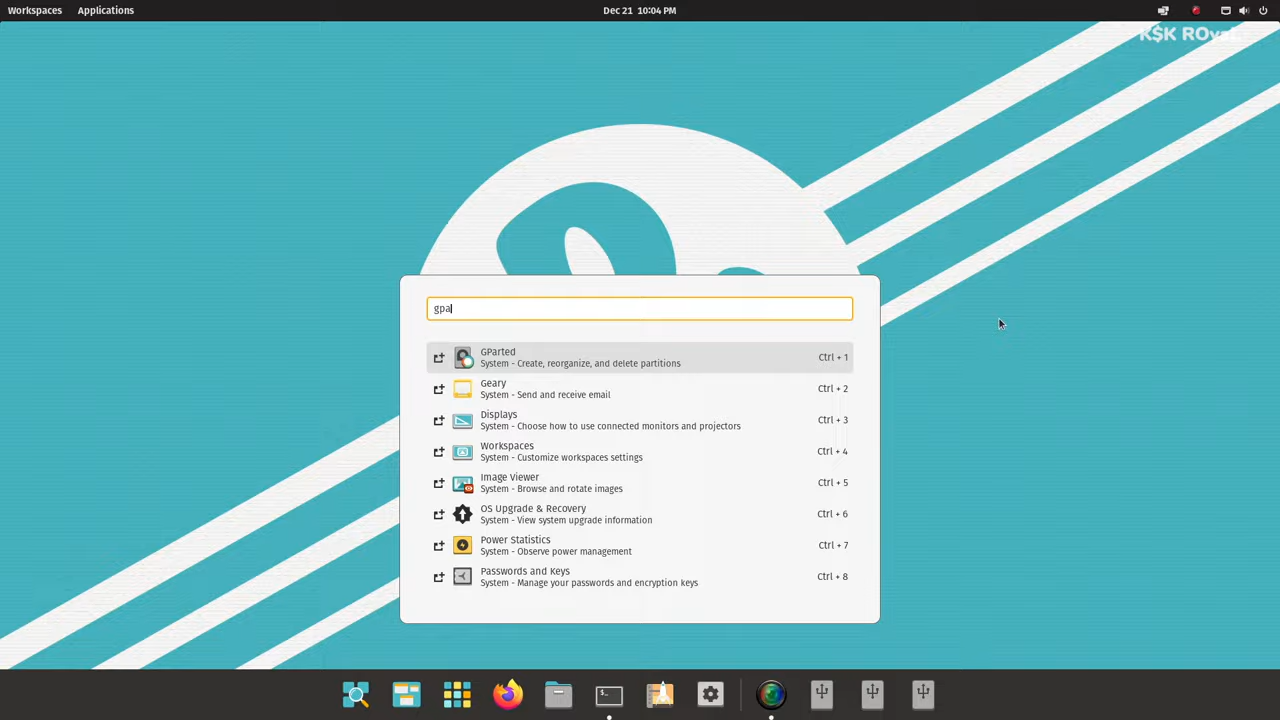 Workspaces Applications Dec 21 10:04 PM
K$K ROyal
gpa
GParted
System - Create, reorganize, and delete partitions Ctrl + 1
Geary
System - Send and receive email Ctrl + 2
Displays
System - Choose how to use connected monitors and projectors Ctrl + 3
Workspaces
System - Customize workspaces settings Ctrl + 4
Image Viewer
System - Browse and rotate images Ctrl + 5
OS Upgrade & Recovery
System - View system upgrade information Ctrl + 6
Power Statistics
System - Observe power management Ctrl + 7
Passwords and Keys
System - Manage your passwords and encryption keys Ctrl + 8
$_